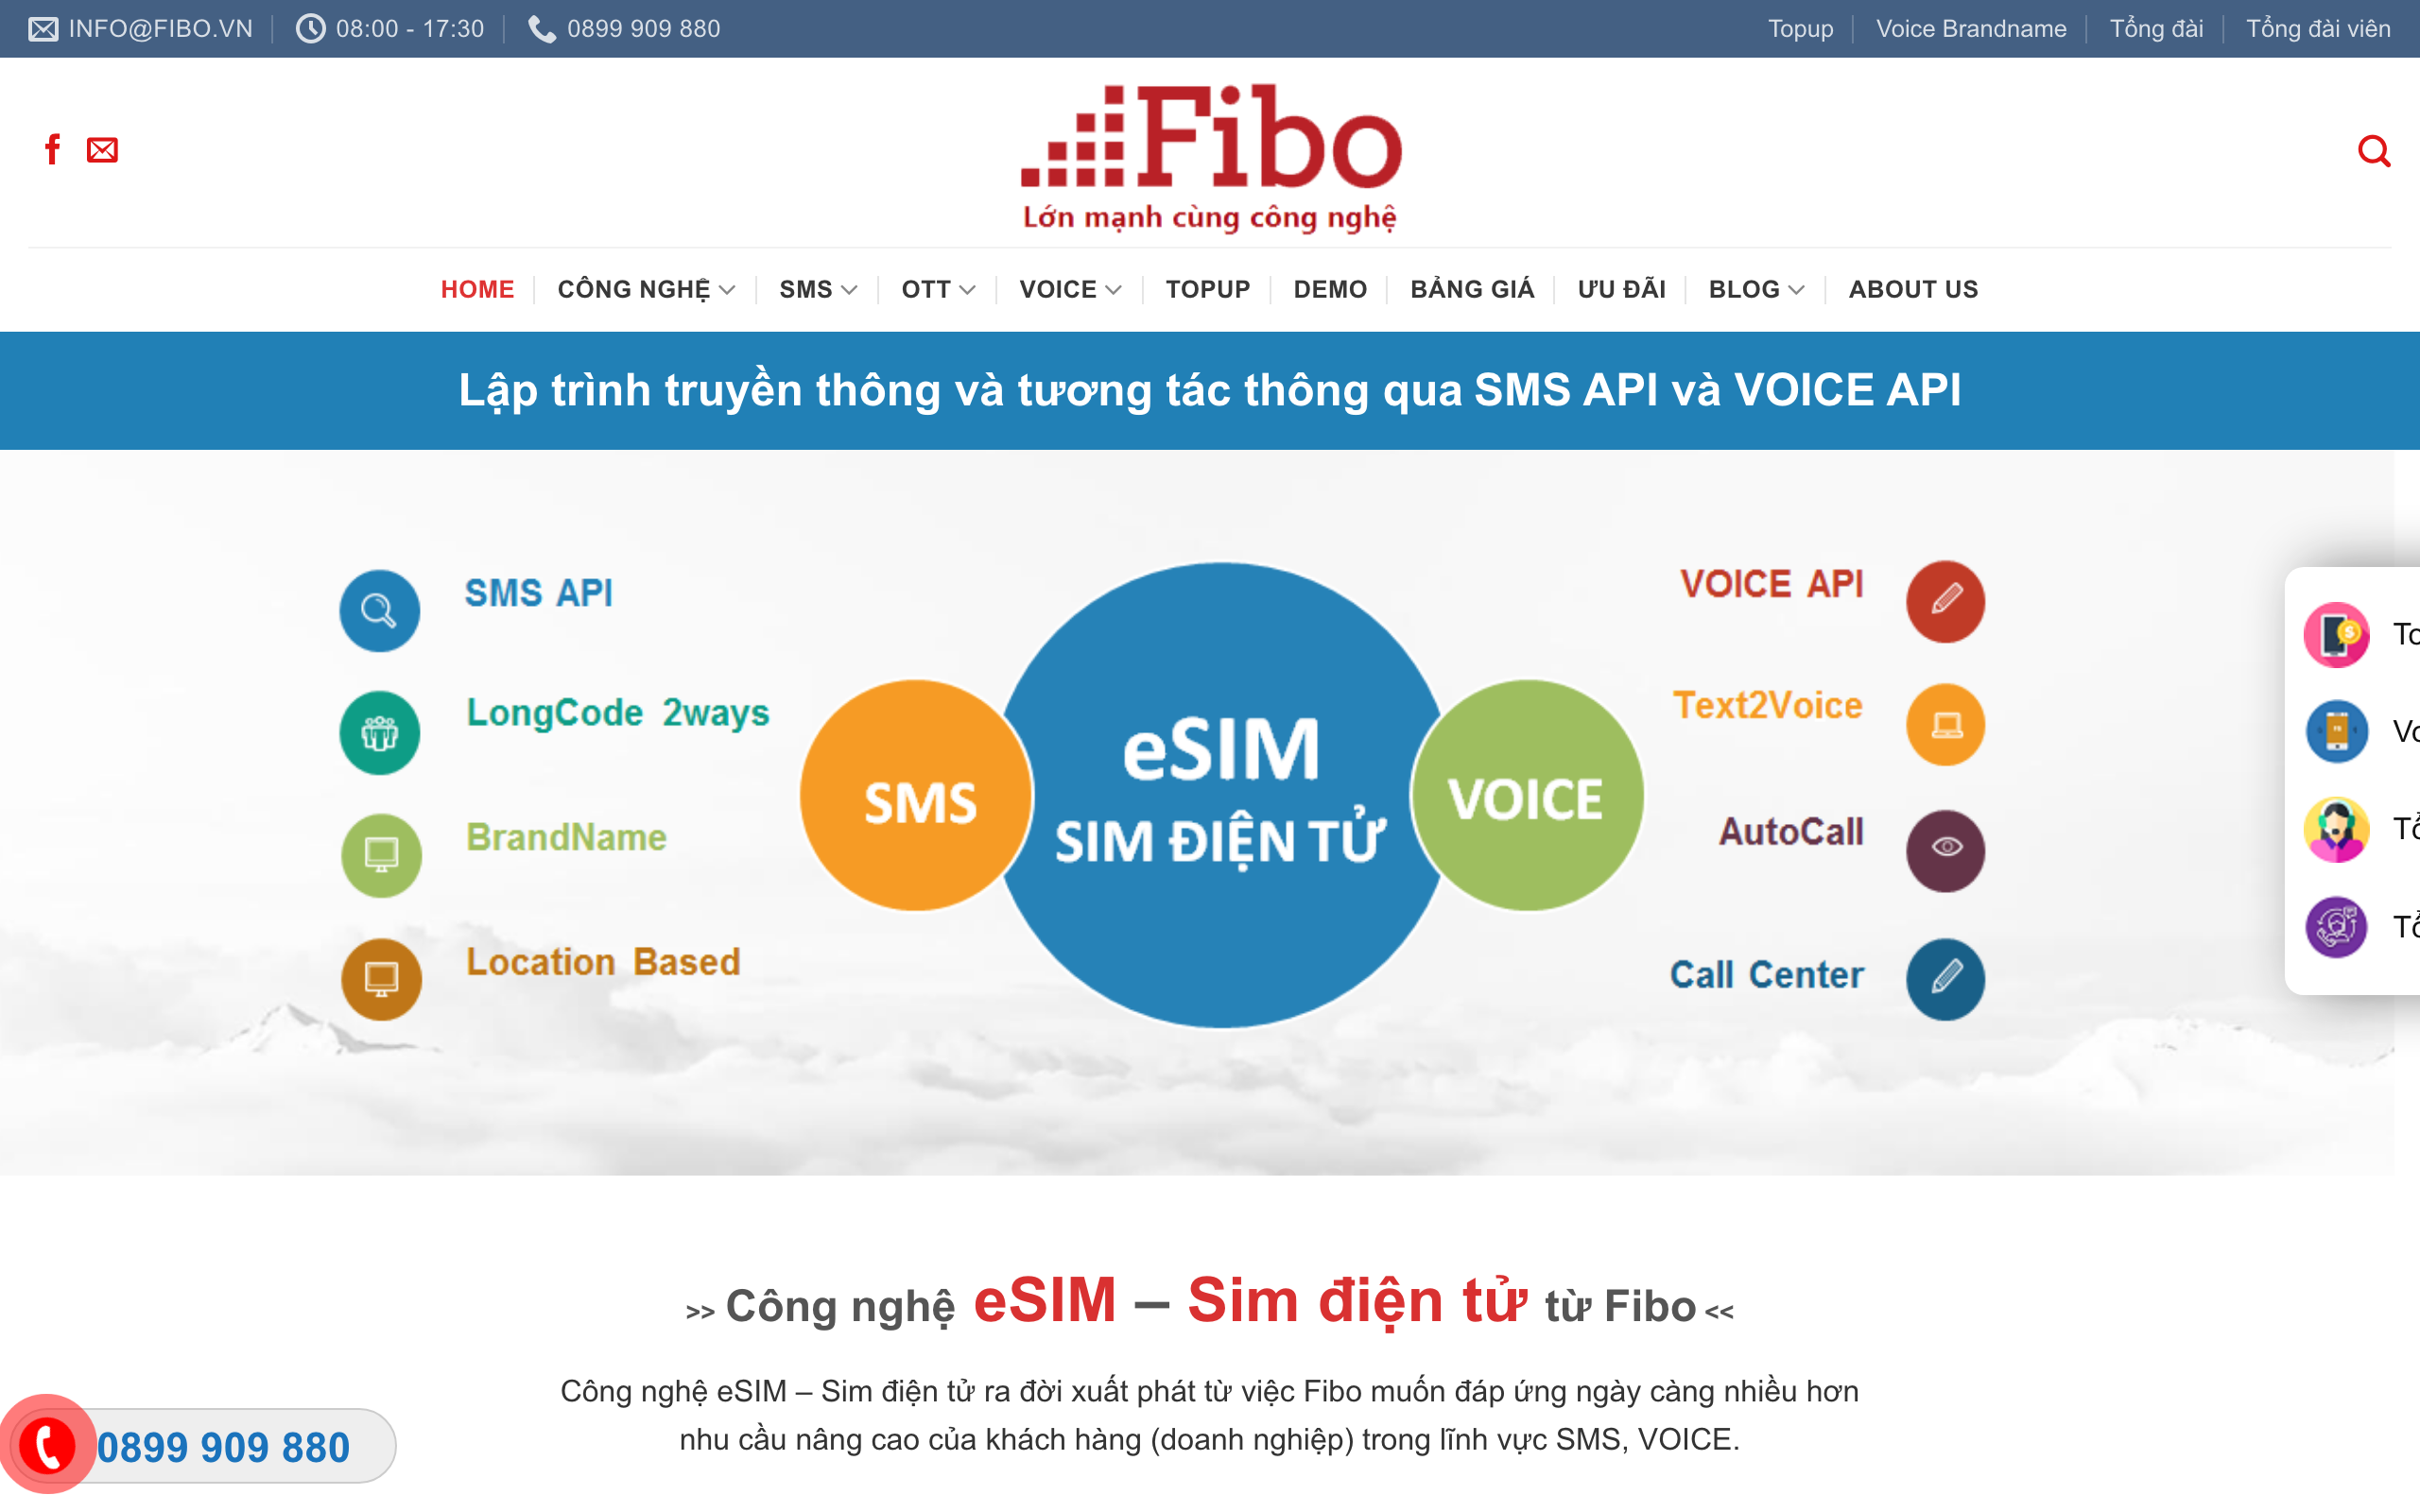 INFO@FIBO.VN 08:00 - 17:30 0899 909 880 Topup Voice Brandname Tổng đài Tổng đài viên
Fibo
Lớn mạnh cùng công nghệ
HOME CÔNG NGHỆ SMS OTT VOICE TOPUP DEMO BẢNG GIÁ ƯU ĐÃI BLOG ABOUT US
Lập trình truyền thông và tương tác thông qua SMS API và VOICE API
SMS API
LongCode 2ways
BrandName
Location Based
SMS
eSIM
SIM ĐIỆN TỬ
VOICE
VOICE API
Text2Voice
AutoCall
Call Center
>> Công nghệ eSIM – Sim điện tử từ Fibo <<
Công nghệ eSIM – Sim điện tử ra đời xuất phát từ việc Fibo muốn đáp ứng ngày càng nhiều hơn
nhu cầu nâng cao của khách hàng (doanh nghiệp) trong lĩnh vực SMS, VOICE.
0899 909 880